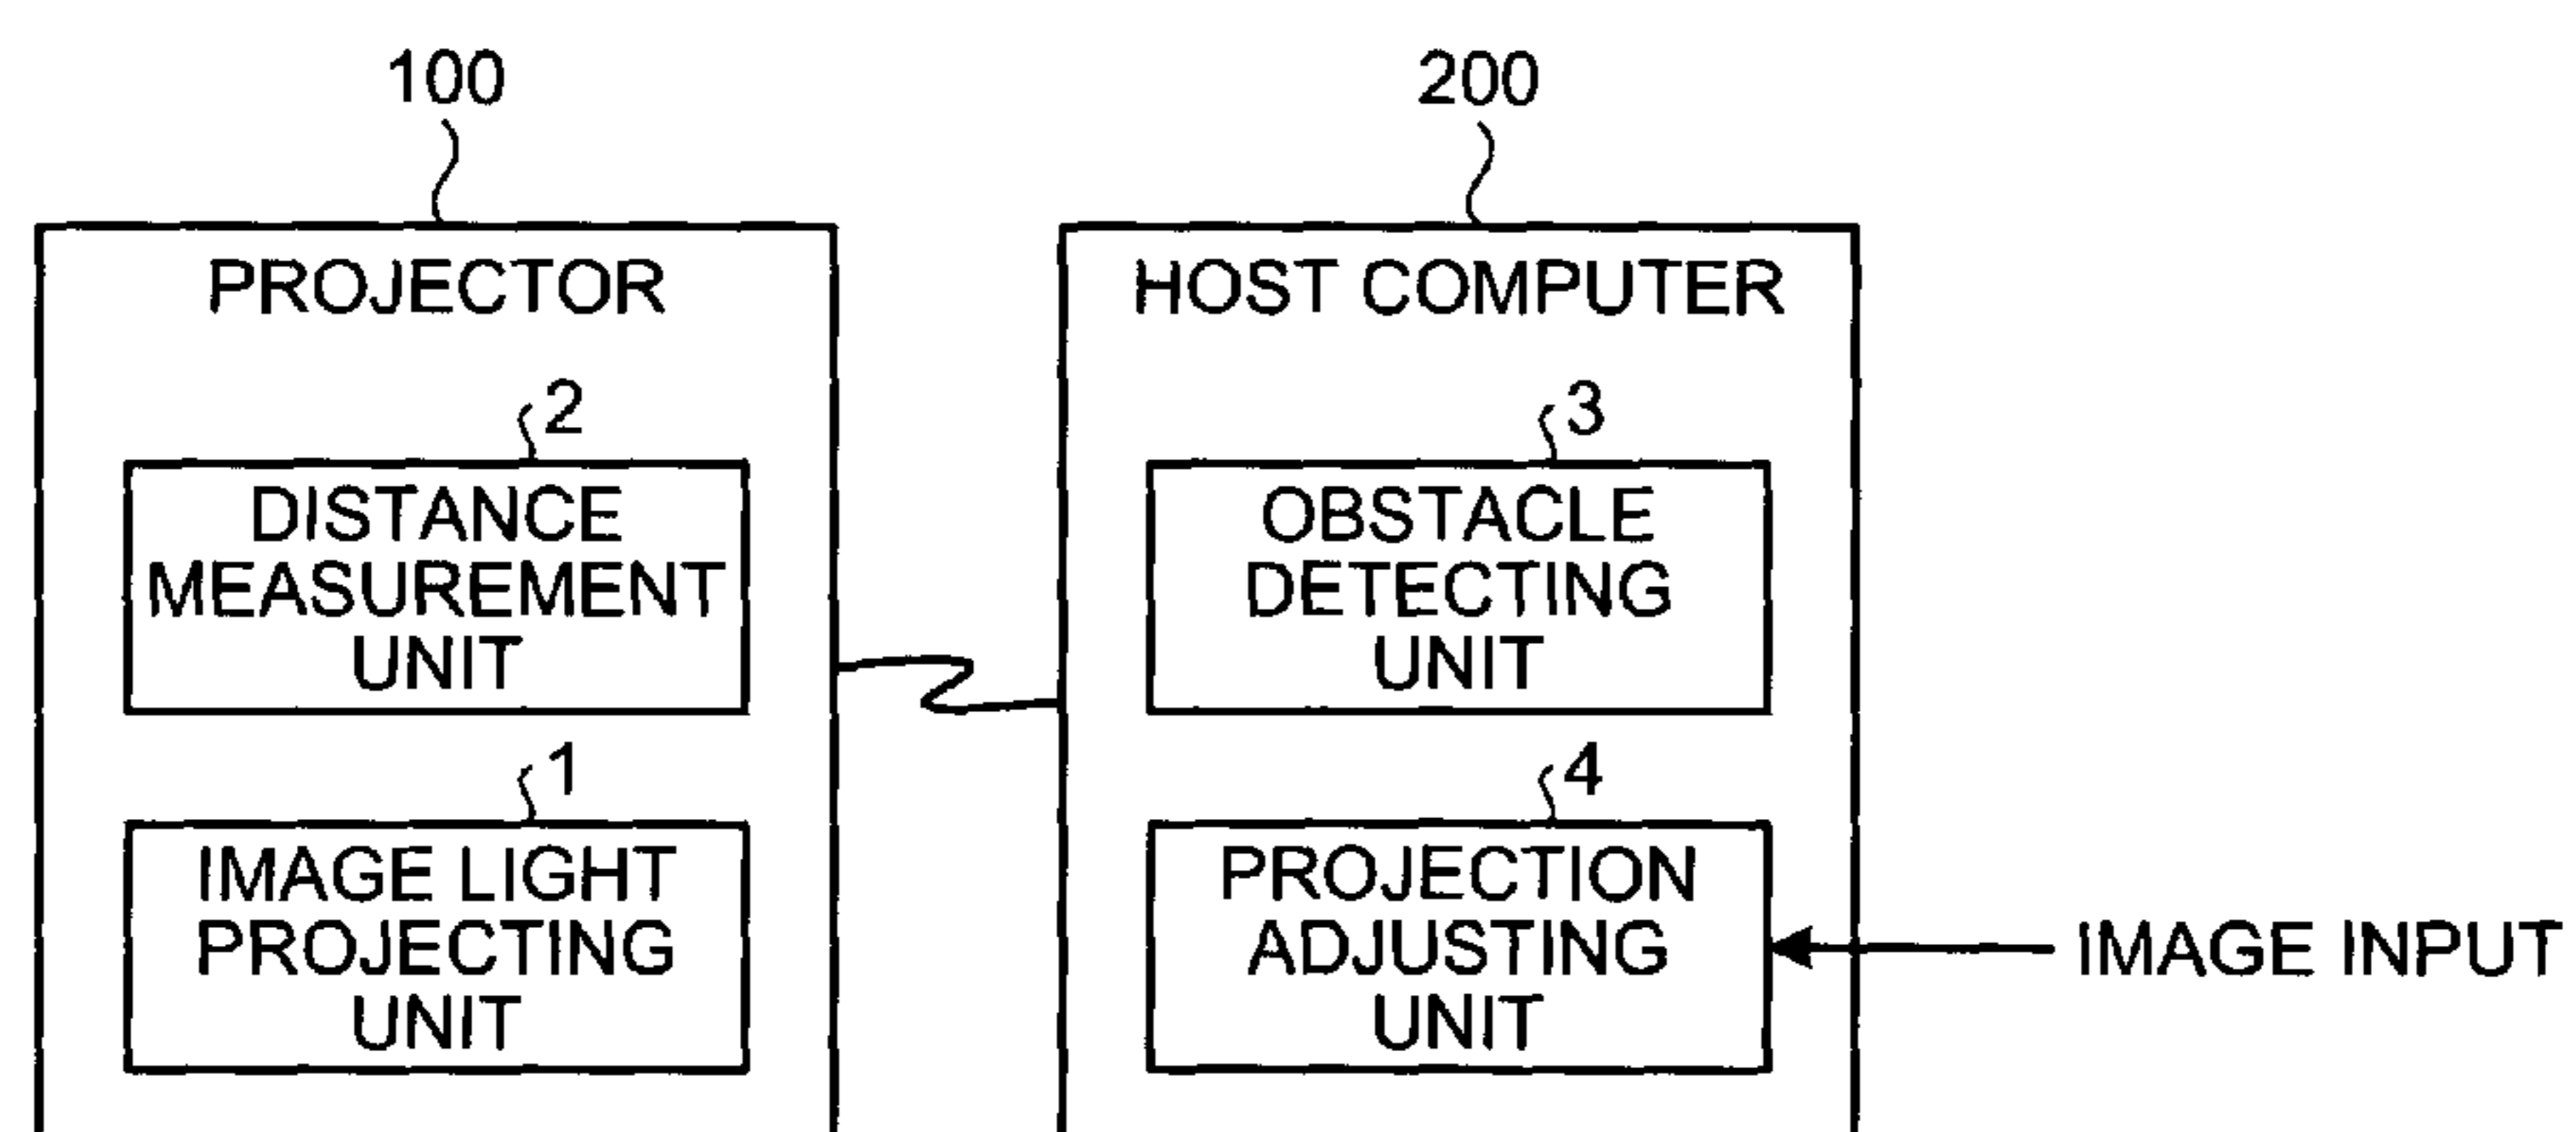 100
PROJECTOR
2
DISTANCE
MEASUREMENT
UNIT
1
IMAGE LIGHT
PROJECTING
UNIT
200
HOST COMPUTER
3
OBSTACLE
DETECTING
UNIT
4
PROJECTION
ADJUSTING
UNIT
IMAGE INPUT